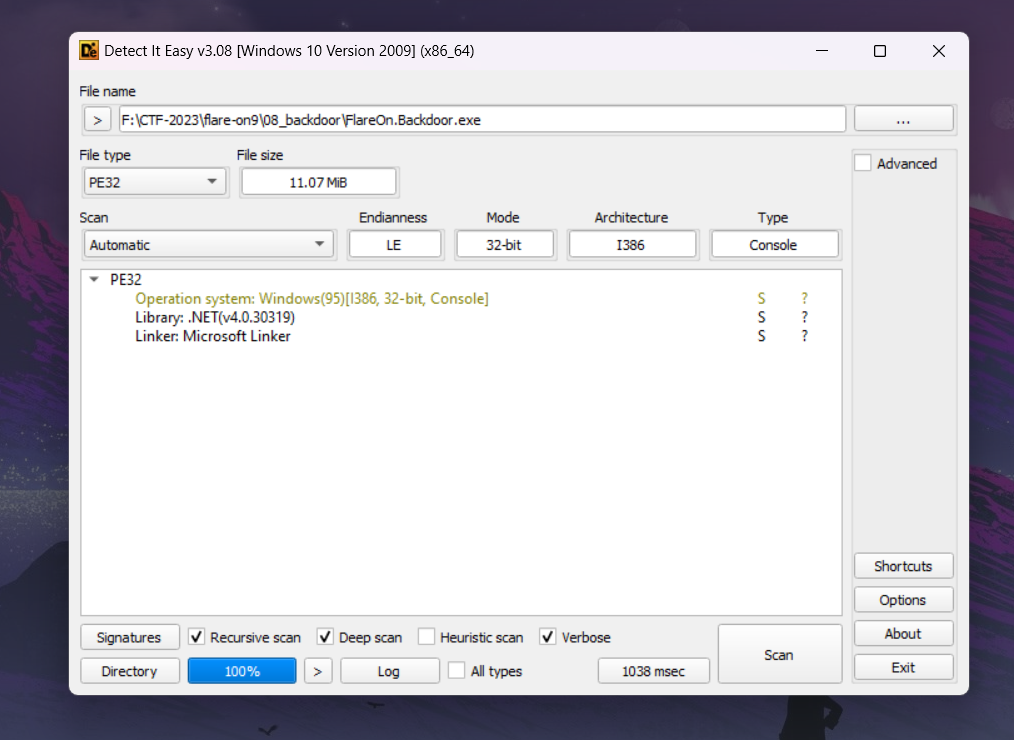 Detect It Easy v3.08 [Windows 10 Version 2009] (x86_64)
File name
> F:\CTF-2023\flare-on9\08_backdoor\FlareOn.Backdoor.exe ...
File type File size
PE32 11.07 MiB
Advanced
Scan Endianness Mode Architecture Type
Automatic LE 32-bit I386 Console
PE32
Operation system: Windows(95)[I386, 32-bit, Console] S ?
Library: .NET(v4.0.30319) S ?
Linker: Microsoft Linker S ?
Shortcuts
Options
About
Exit
Signatures Recursive scan Deep scan Heuristic scan Verbose
Scan
Directory 100% > Log All types 1038 msec